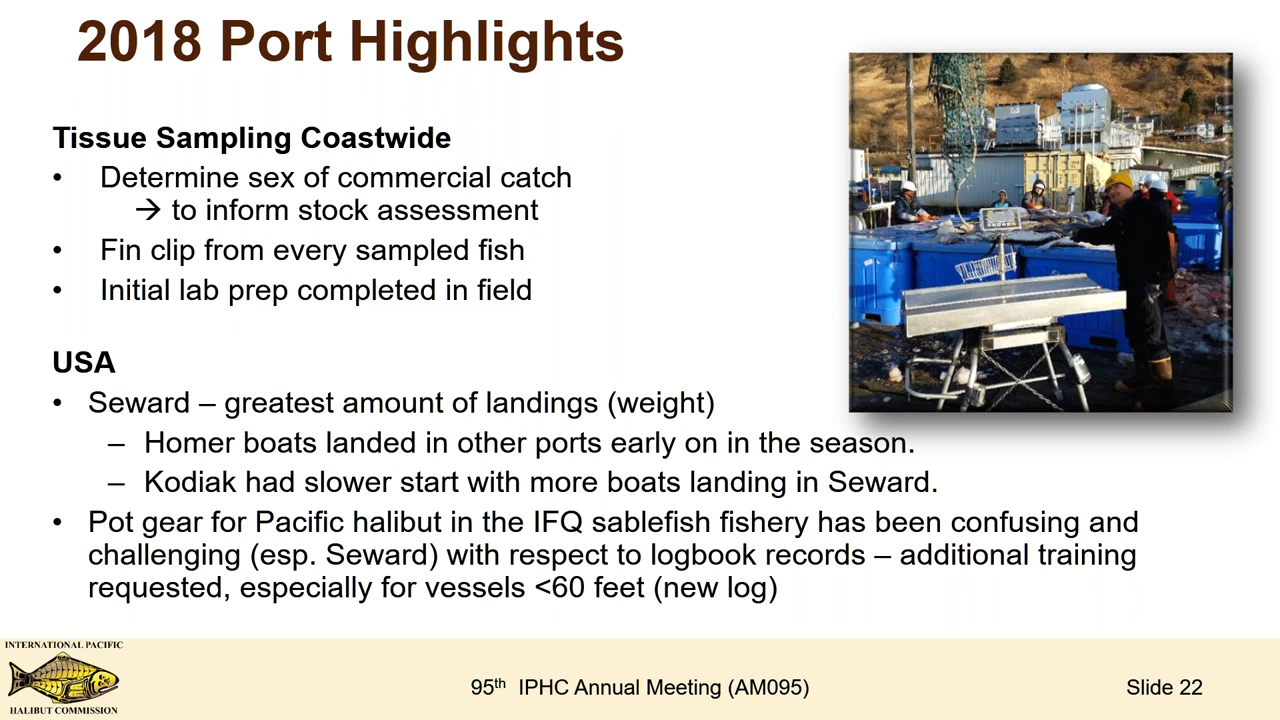 2018 Port Highlights
Tissue Sampling Coastwide
• Determine sex of commercial catch
→ to inform stock assessment
• Fin clip from every sampled fish
• Initial lab prep completed in field
USA
• Seward – greatest amount of landings (weight)
– Homer boats landed in other ports early on in the season.
– Kodiak had slower start with more boats landing in Seward.
• Pot gear for Pacific halibut in the IFQ sablefish fishery has been confusing and
challenging (esp. Seward) with respect to logbook records – additional training
requested, especially for vessels <60 feet (new log)
INTERNATIONAL PACIFIC
HALIBUT COMMISSION
95th IPHC Annual Meeting (AM095)
Slide 22